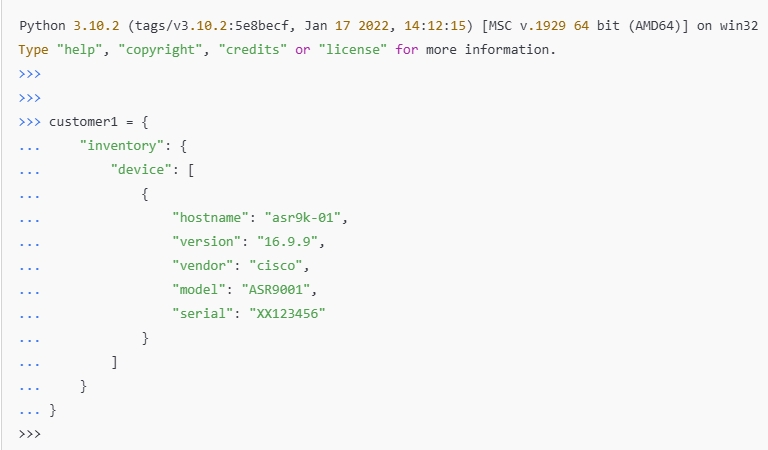 Python 3.10.2 (tags/v3.10.2:5e8becf, Jan 17 2022, 14:12:15) [MSC v.1929 64 bit (AMD64)] on win32
Type "help", "copyright", "credits" or "license" for more information.
>>>
>>>
>>> customer1 = {
...     "inventory": {
...         "device": [
...             {
...                 "hostname": "asr9k-01",
...                 "version": "16.9.9",
...                 "vendor": "cisco",
...                 "model": "ASR9001",
...                 "serial": "XX123456"
...             }
...         ]
...     }
... }
>>>